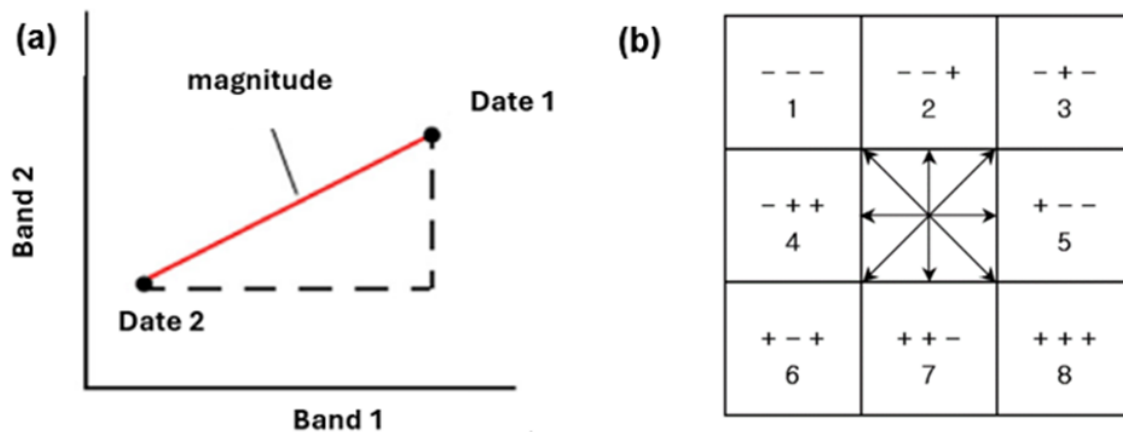 (a)
magnitude
Date 1
Band 2
Date 2
Band 1
(b)
− − −
1
− − +
2
− + −
3
− + +
4
+ − −
5
+ − +
6
+ + −
7
+ + +
8